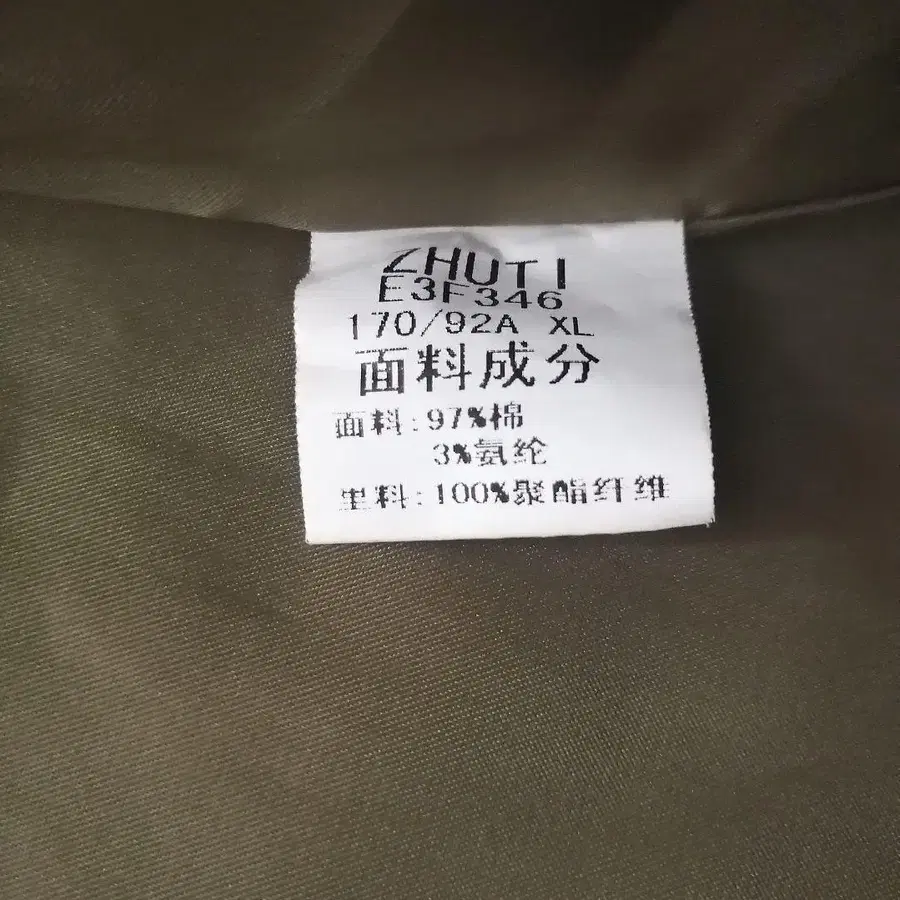 ZHUTI
E3F346
170/92A XL
面料成分
面料:97%棉
3%氨纶
里料:100%聚酯纤维